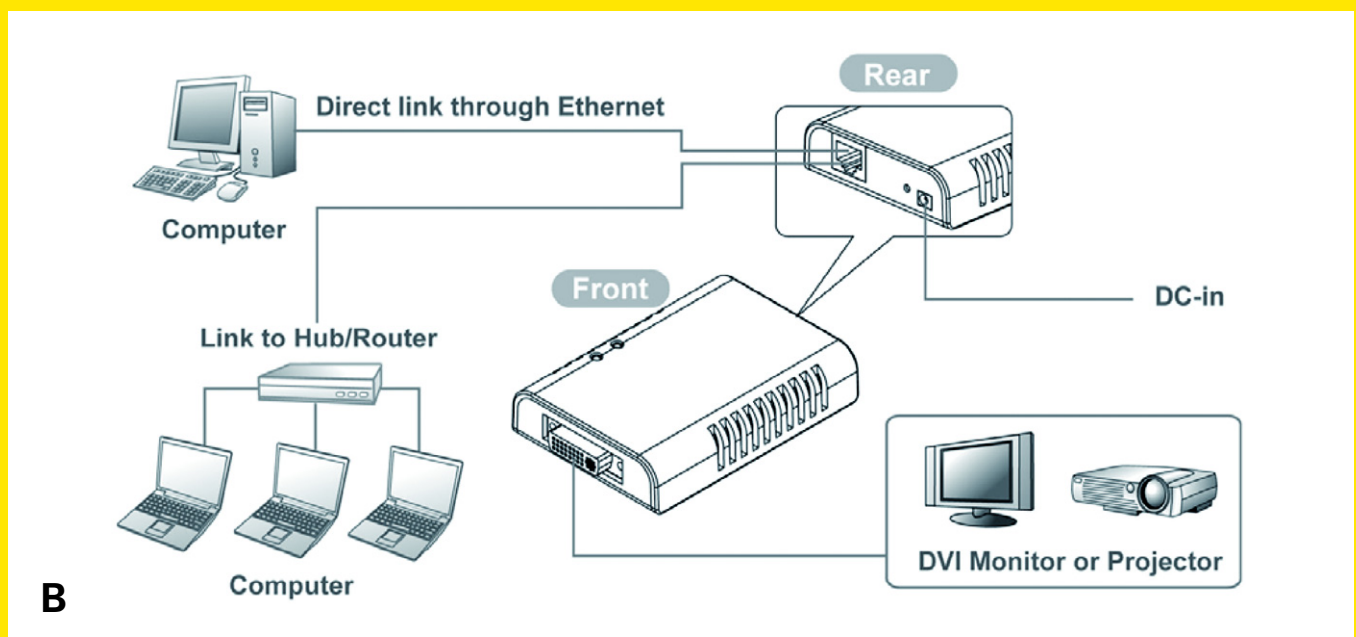 Rear
Direct link through Ethernet
Computer
Front
DC-in
Link to Hub/Router
DVI Monitor or Projector
Computer
B